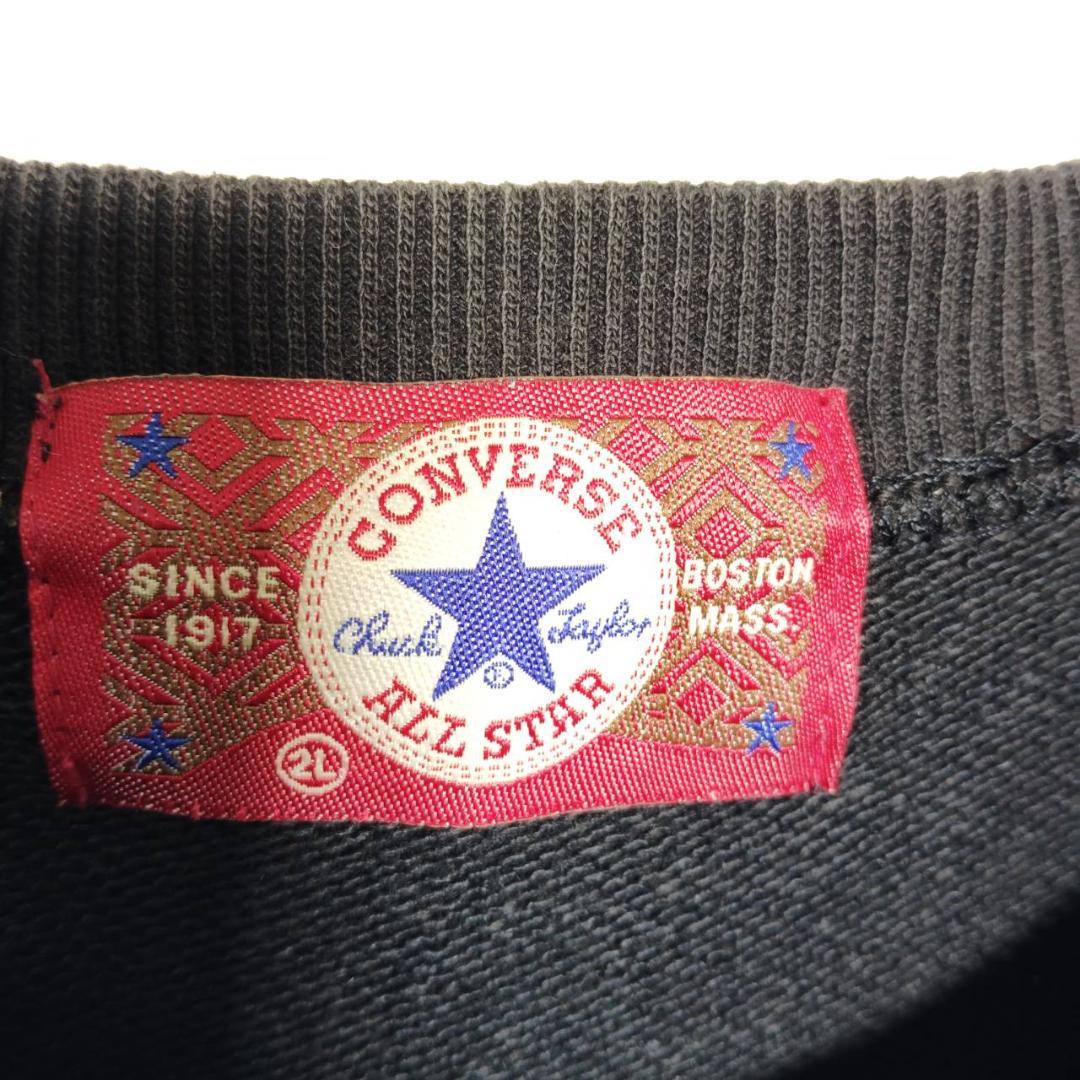 CONVERSE
SINCE
1917
Chuck Taylor
®
BOSTON
MASS.
ALL STAR
2L